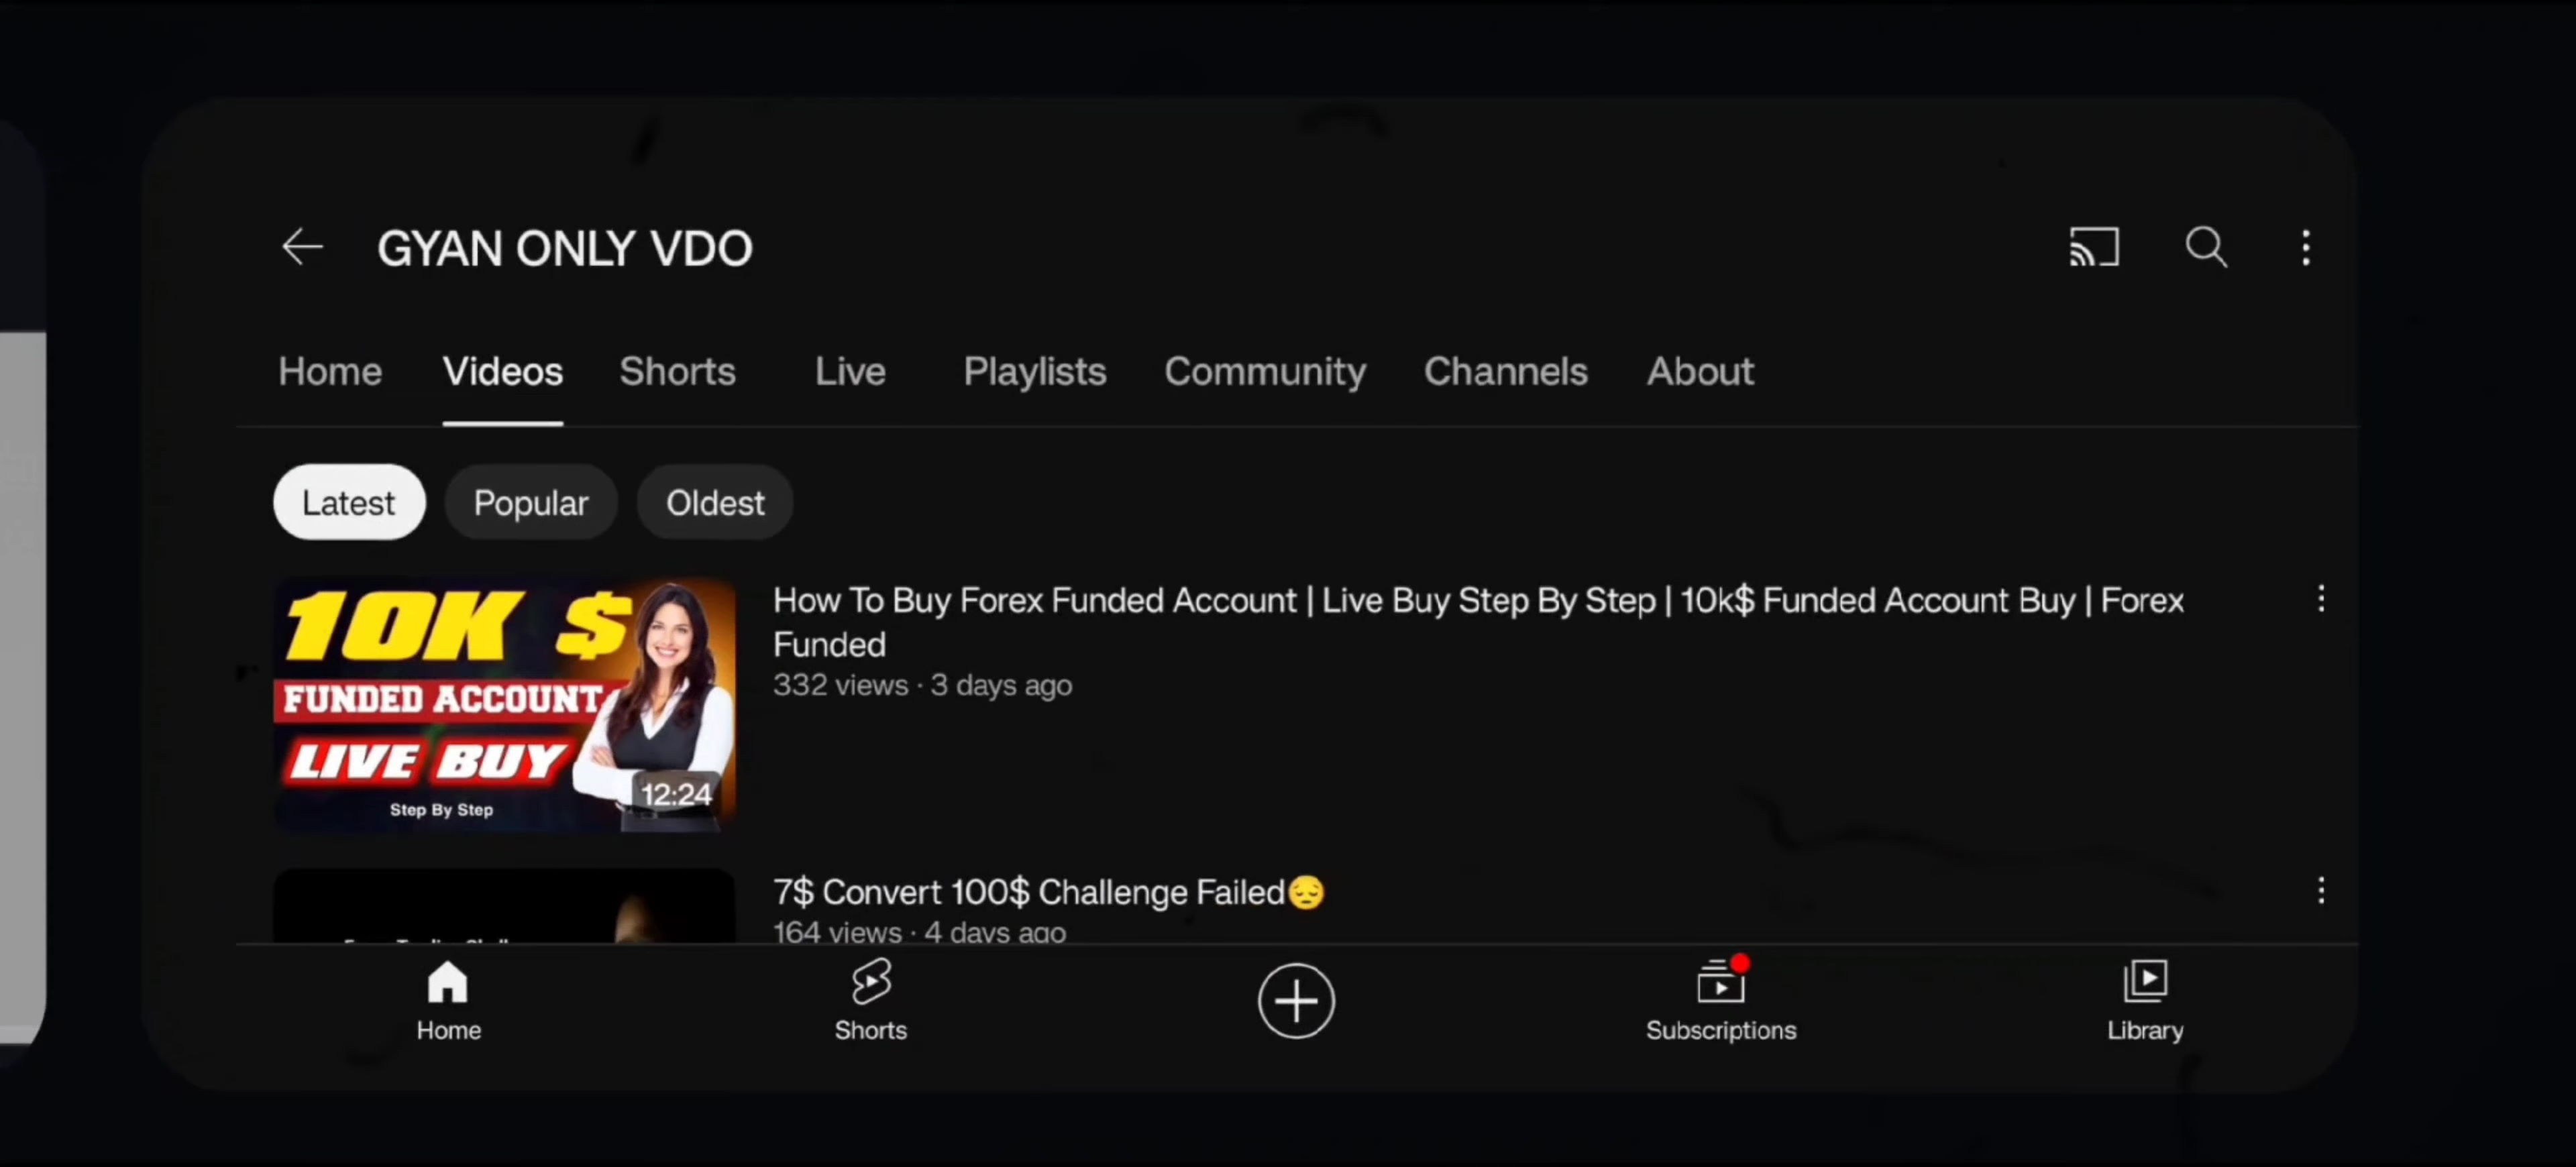 GYAN ONLY VDO
Home Videos Shorts Live Playlists Community Channels About
Latest Popular Oldest
10K $
FUNDED ACCOUNT
LIVE BUY
Step By Step
12:24
How To Buy Forex Funded Account | Live Buy Step By Step | 10k$ Funded Account Buy | Forex
Funded
332 views · 3 days ago
7$ Convert 100$ Challenge Failed😔
164 views · 4 days ago
Home Shorts Subscriptions Library